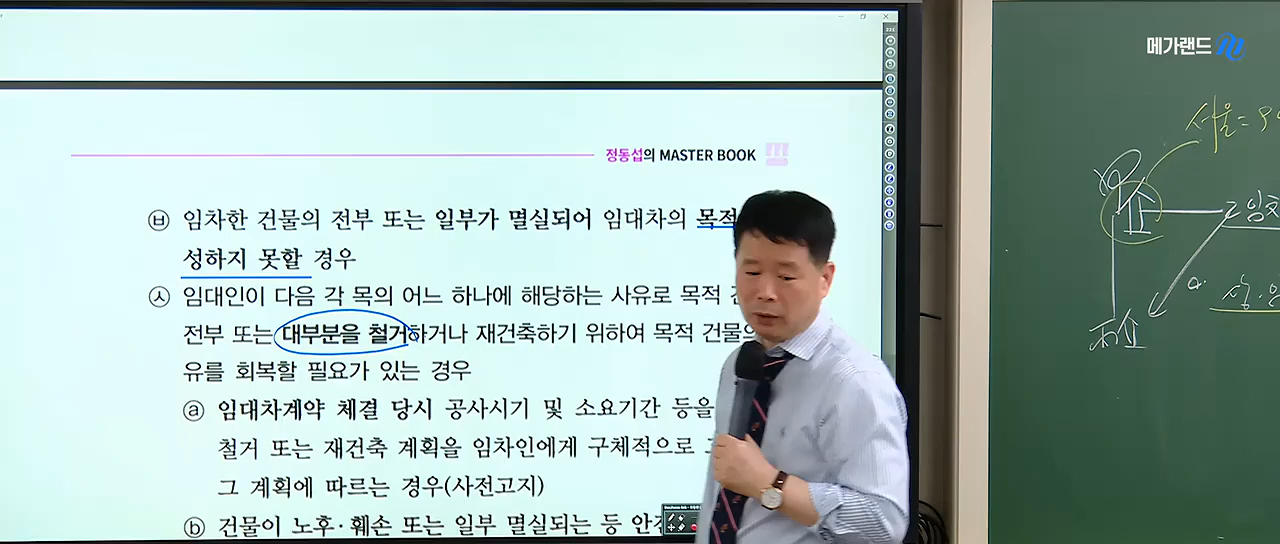 정동섭의 MASTER BOOK
㉥ 임차한 건물의 전부 또는 일부가 멸실되어 임대차의 목적
성하지 못할 경우
㉦ 임대인이 다음 각 목의 어느 하나에 해당하는 사유로 목적
전부 또는 대부분을 철거하거나 재건축하기 위하여 목적 건물의
유를 회복할 필요가 있는 경우
ⓐ 임대차계약 체결 당시 공사시기 및 소요기간 등을
철거 또는 재건축 계획을 임차인에게 구체적으로
그 계획에 따르는 경우(사전고지)
ⓑ 건물이 노후·훼손 또는 일부 멸실되는 등 안전
메가랜드
서울=